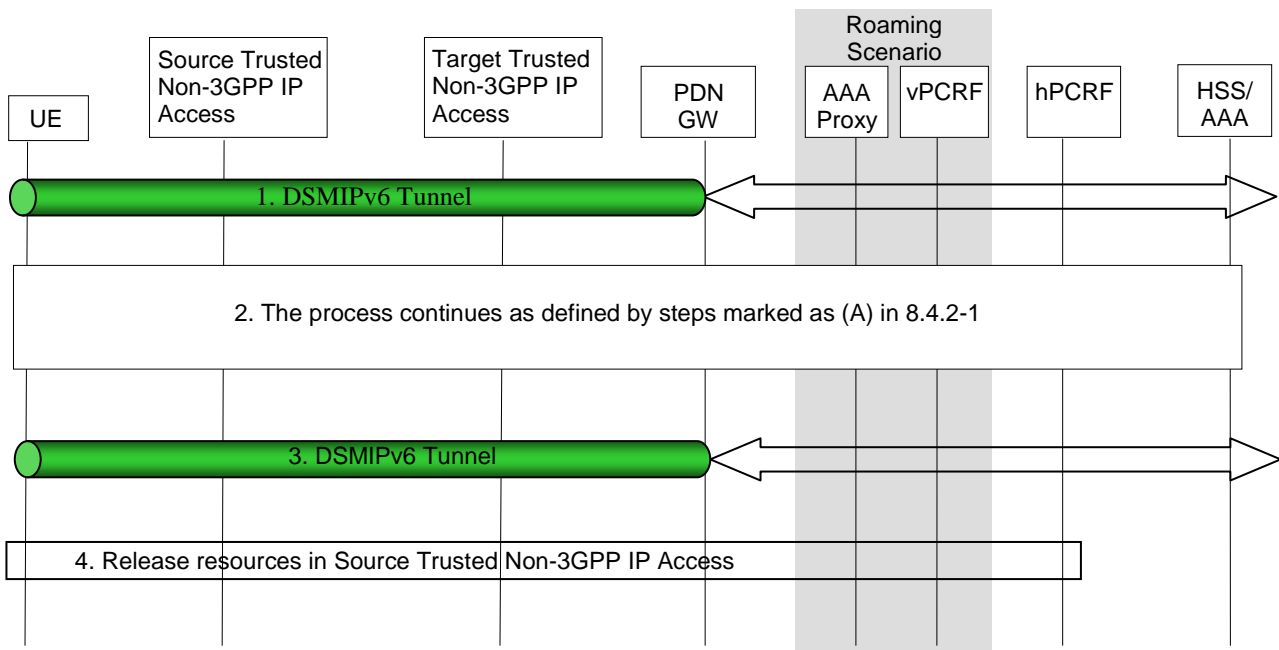 Roaming
Scenario
Source Trusted
Non-3GPP IP
Access
Target Trusted
Non-3GPP IP
Access
UE
PDN
GW
AAA
Proxy
vPCRF
hPCRF
HSS/
AAA
1. DSMIPv6 Tunnel
2. The process continues as defined by steps marked as (A) in 8.4.2-1
3. DSMIPv6 Tunnel
4. Release resources in Source Trusted Non-3GPP IP Access